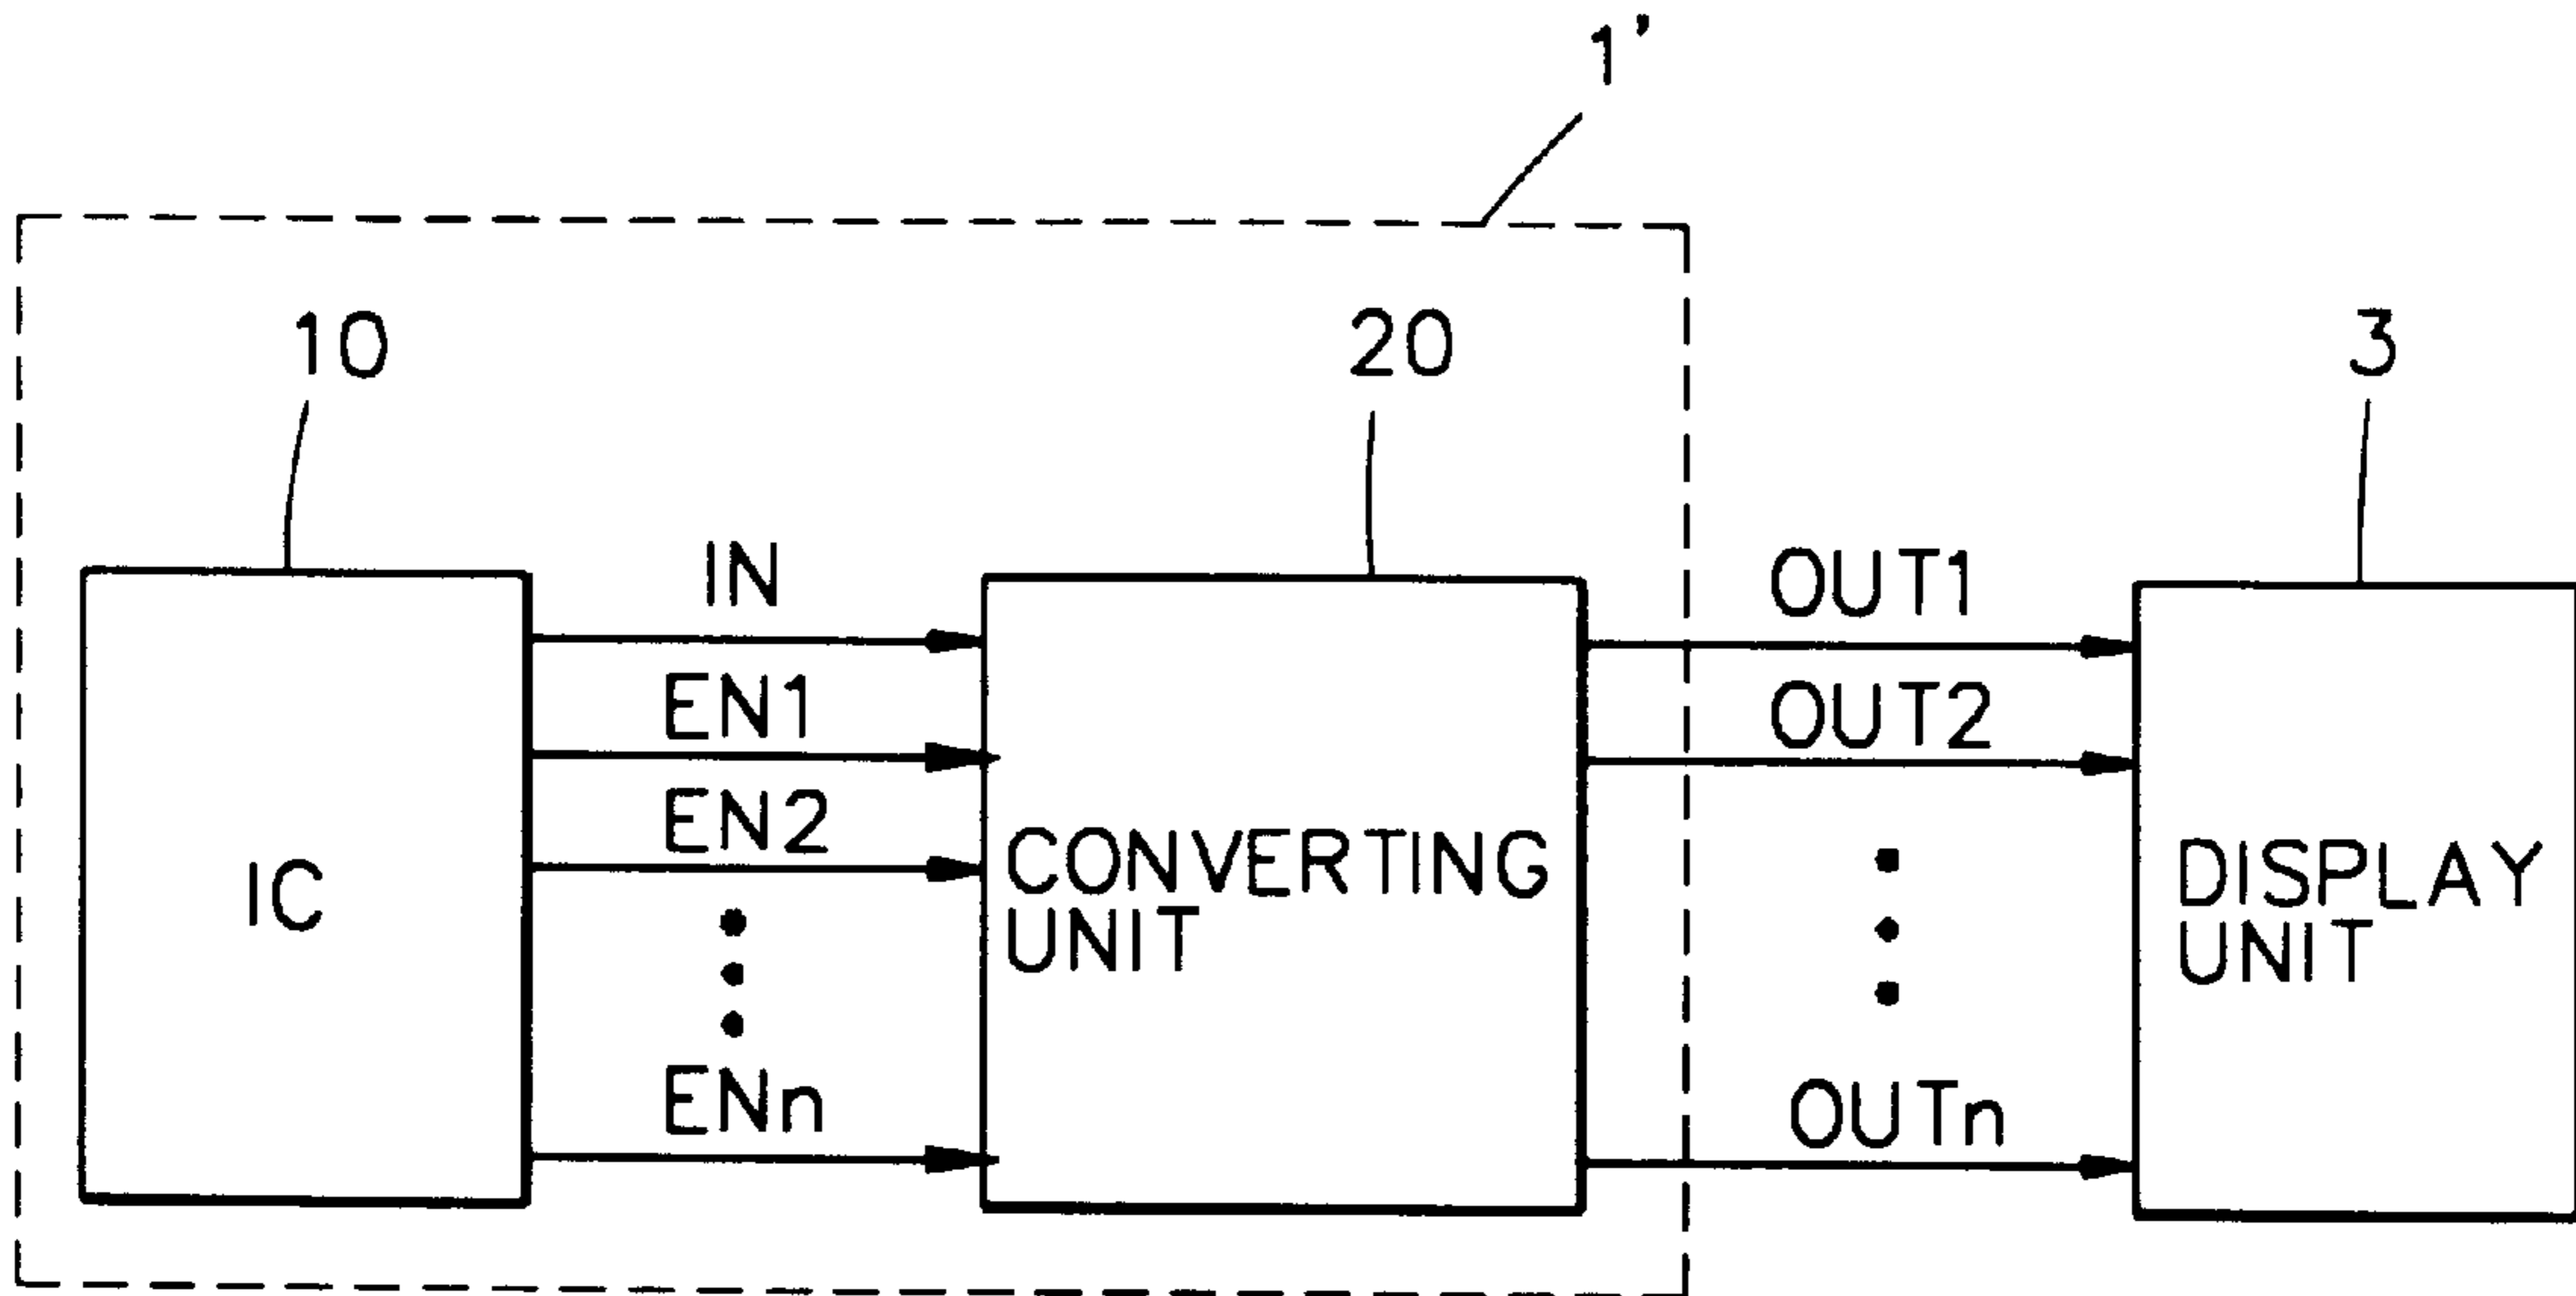 1'
10
20
3
IN
OUT1
EN1
OUT2
EN2
IC
CONVERTING
UNIT
DISPLAY
UNIT
ENn
OUTn